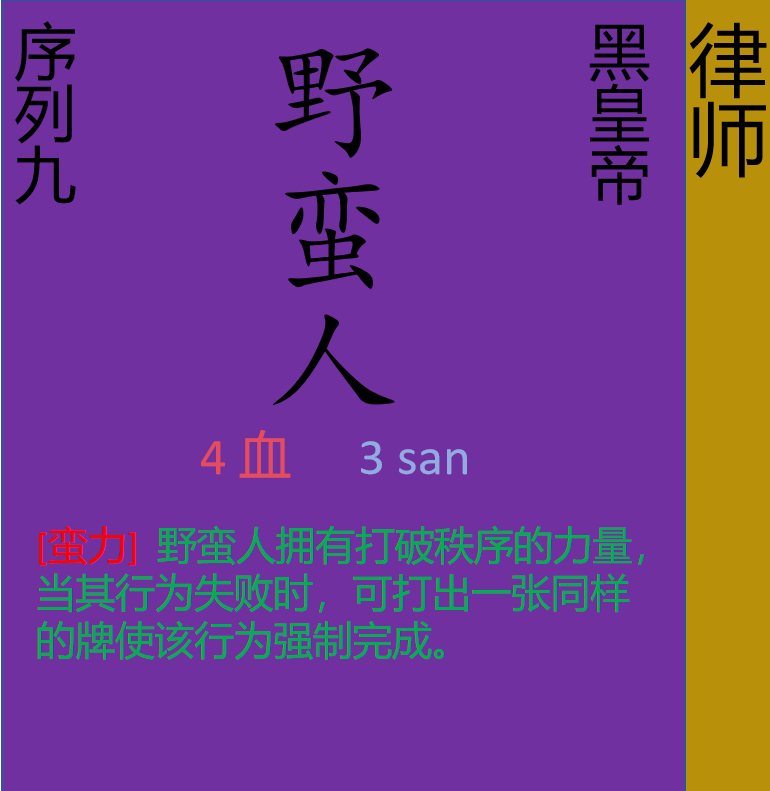 序列九
野蛮人
黑皇帝
律师
4 血 3 san
[蛮力] 野蛮人拥有打破秩序的力量，
当其行为失败时，可打出一张同样
的牌使该行为强制完成。